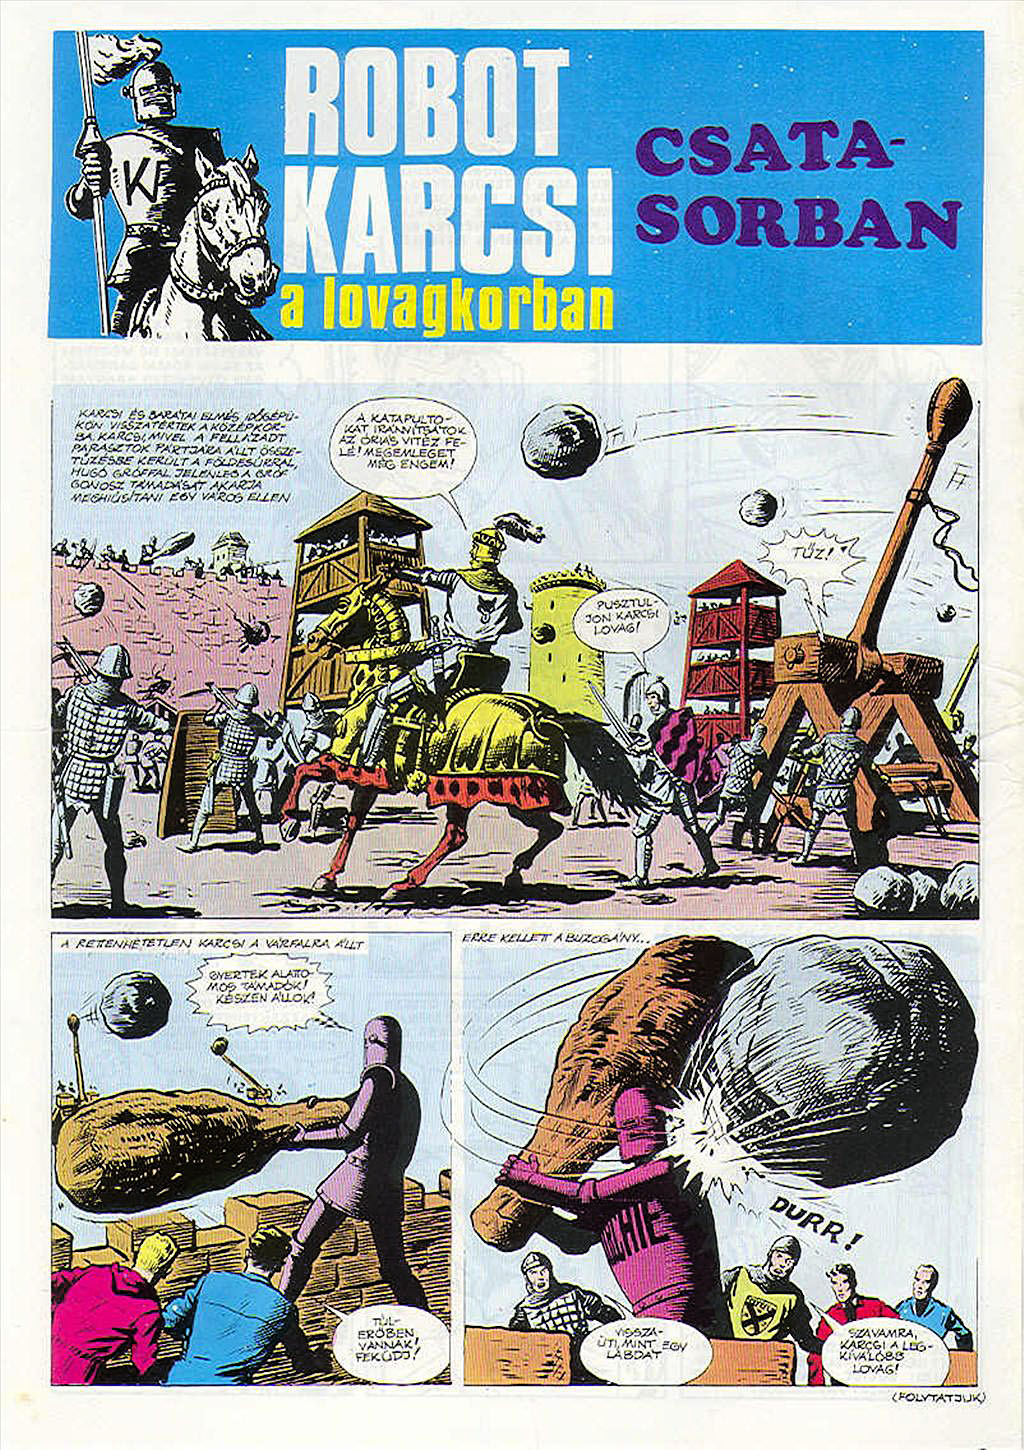 ROBOT
KARCSI
a lovagkorban
CSATA-
SORBAN
K
KARCSI ÉS BARÁTAI ELMÉS IDŐGÉPÜ-
KÖN VISSZATÉRTEK A KÖZÉPKOR-
BA. KARCSI, MIVEL A FELLÁZADT
PARASZTOK PÁRTJÁRA ÁLLT ÖSSZE-
TŰZÉSBE KERÜLT A FÖLDESÚRRAL,
HUGÓ GRÓFFAL JELENLEG A GRÓF
GONOSZ TÁMADÁSÁT AKARJA
MEGHIÚSÍTANI EGY VÁROS ELLEN
A KATAPULTO-
KAT IRÁNYÍTSÁTOK
AZ ÓRIÁS VITÉZ FE-
LÉ! MEGEMLEGET
MÉG ENGEM!
PUSZTUL-
JON KARCSI
LOVAG!
TŰZ!
A RETTENHETETLEN KARCSI A VÁRFALRA ÁLLT
GYERTEK ALATTO-
MOS TÁMADÓK!
KÉSZEN ÁLLOK!
TÚL-
ERŐBEN
VANNAK!
FEKÜDJ!
ERRE KELLETT A BUZOGÁNY...
DURR!
VISSZA-
ÜTI, MINT EGY
LABDÁT
SZAVAMRA,
KARCSI A LEG-
KIVÁLÓBB
LOVAG!
(FOLYTATJUK)